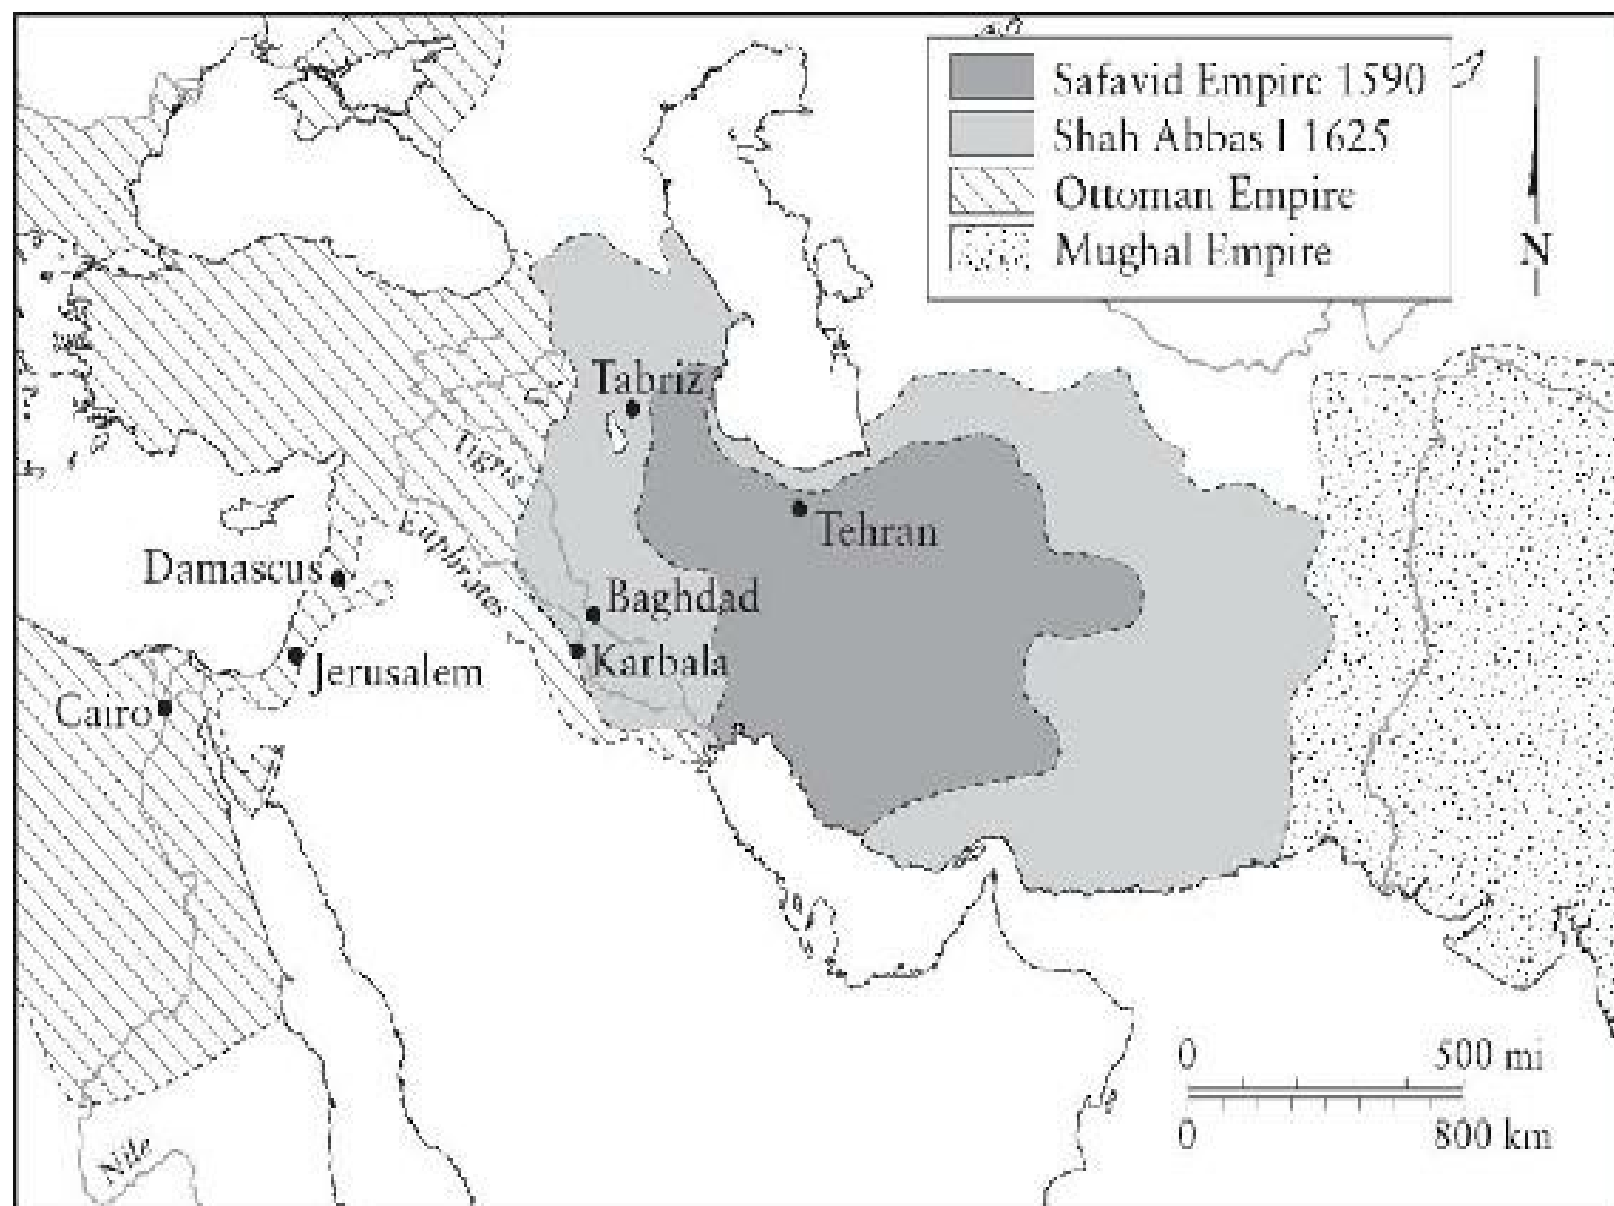 Safavid Empire 1590
Shah Abbas I 1625
Ottoman Empire
Mughal Empire
N
Tabriz
Tigris
Tehran
Euphrates
Damascus
Baghdad
Karbala
Jerusalem
Cairo
0 500 mi
0 800 km
Nile